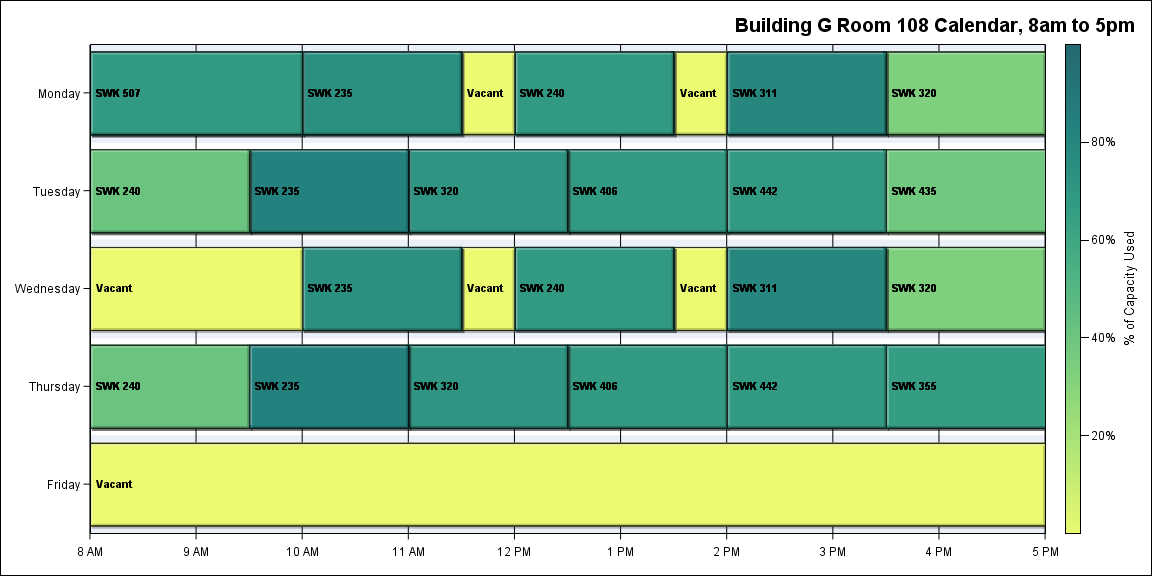 Building G Room 108 Calendar, 8am to 5pm
Monday
SWK 507
SWK 235
Vacant
SWK 240
Vacant
SWK 311
SWK 320
Tuesday
SWK 240
SWK 235
SWK 320
SWK 406
SWK 442
SWK 435
Wednesday
Vacant
SWK 235
Vacant
SWK 240
Vacant
SWK 311
SWK 320
Thursday
SWK 240
SWK 235
SWK 320
SWK 406
SWK 442
SWK 355
Friday
Vacant
8 AM
9 AM
10 AM
11 AM
12 PM
1 PM
2 PM
3 PM
4 PM
5 PM
80%
60%
40%
20%
% of Capacity Used